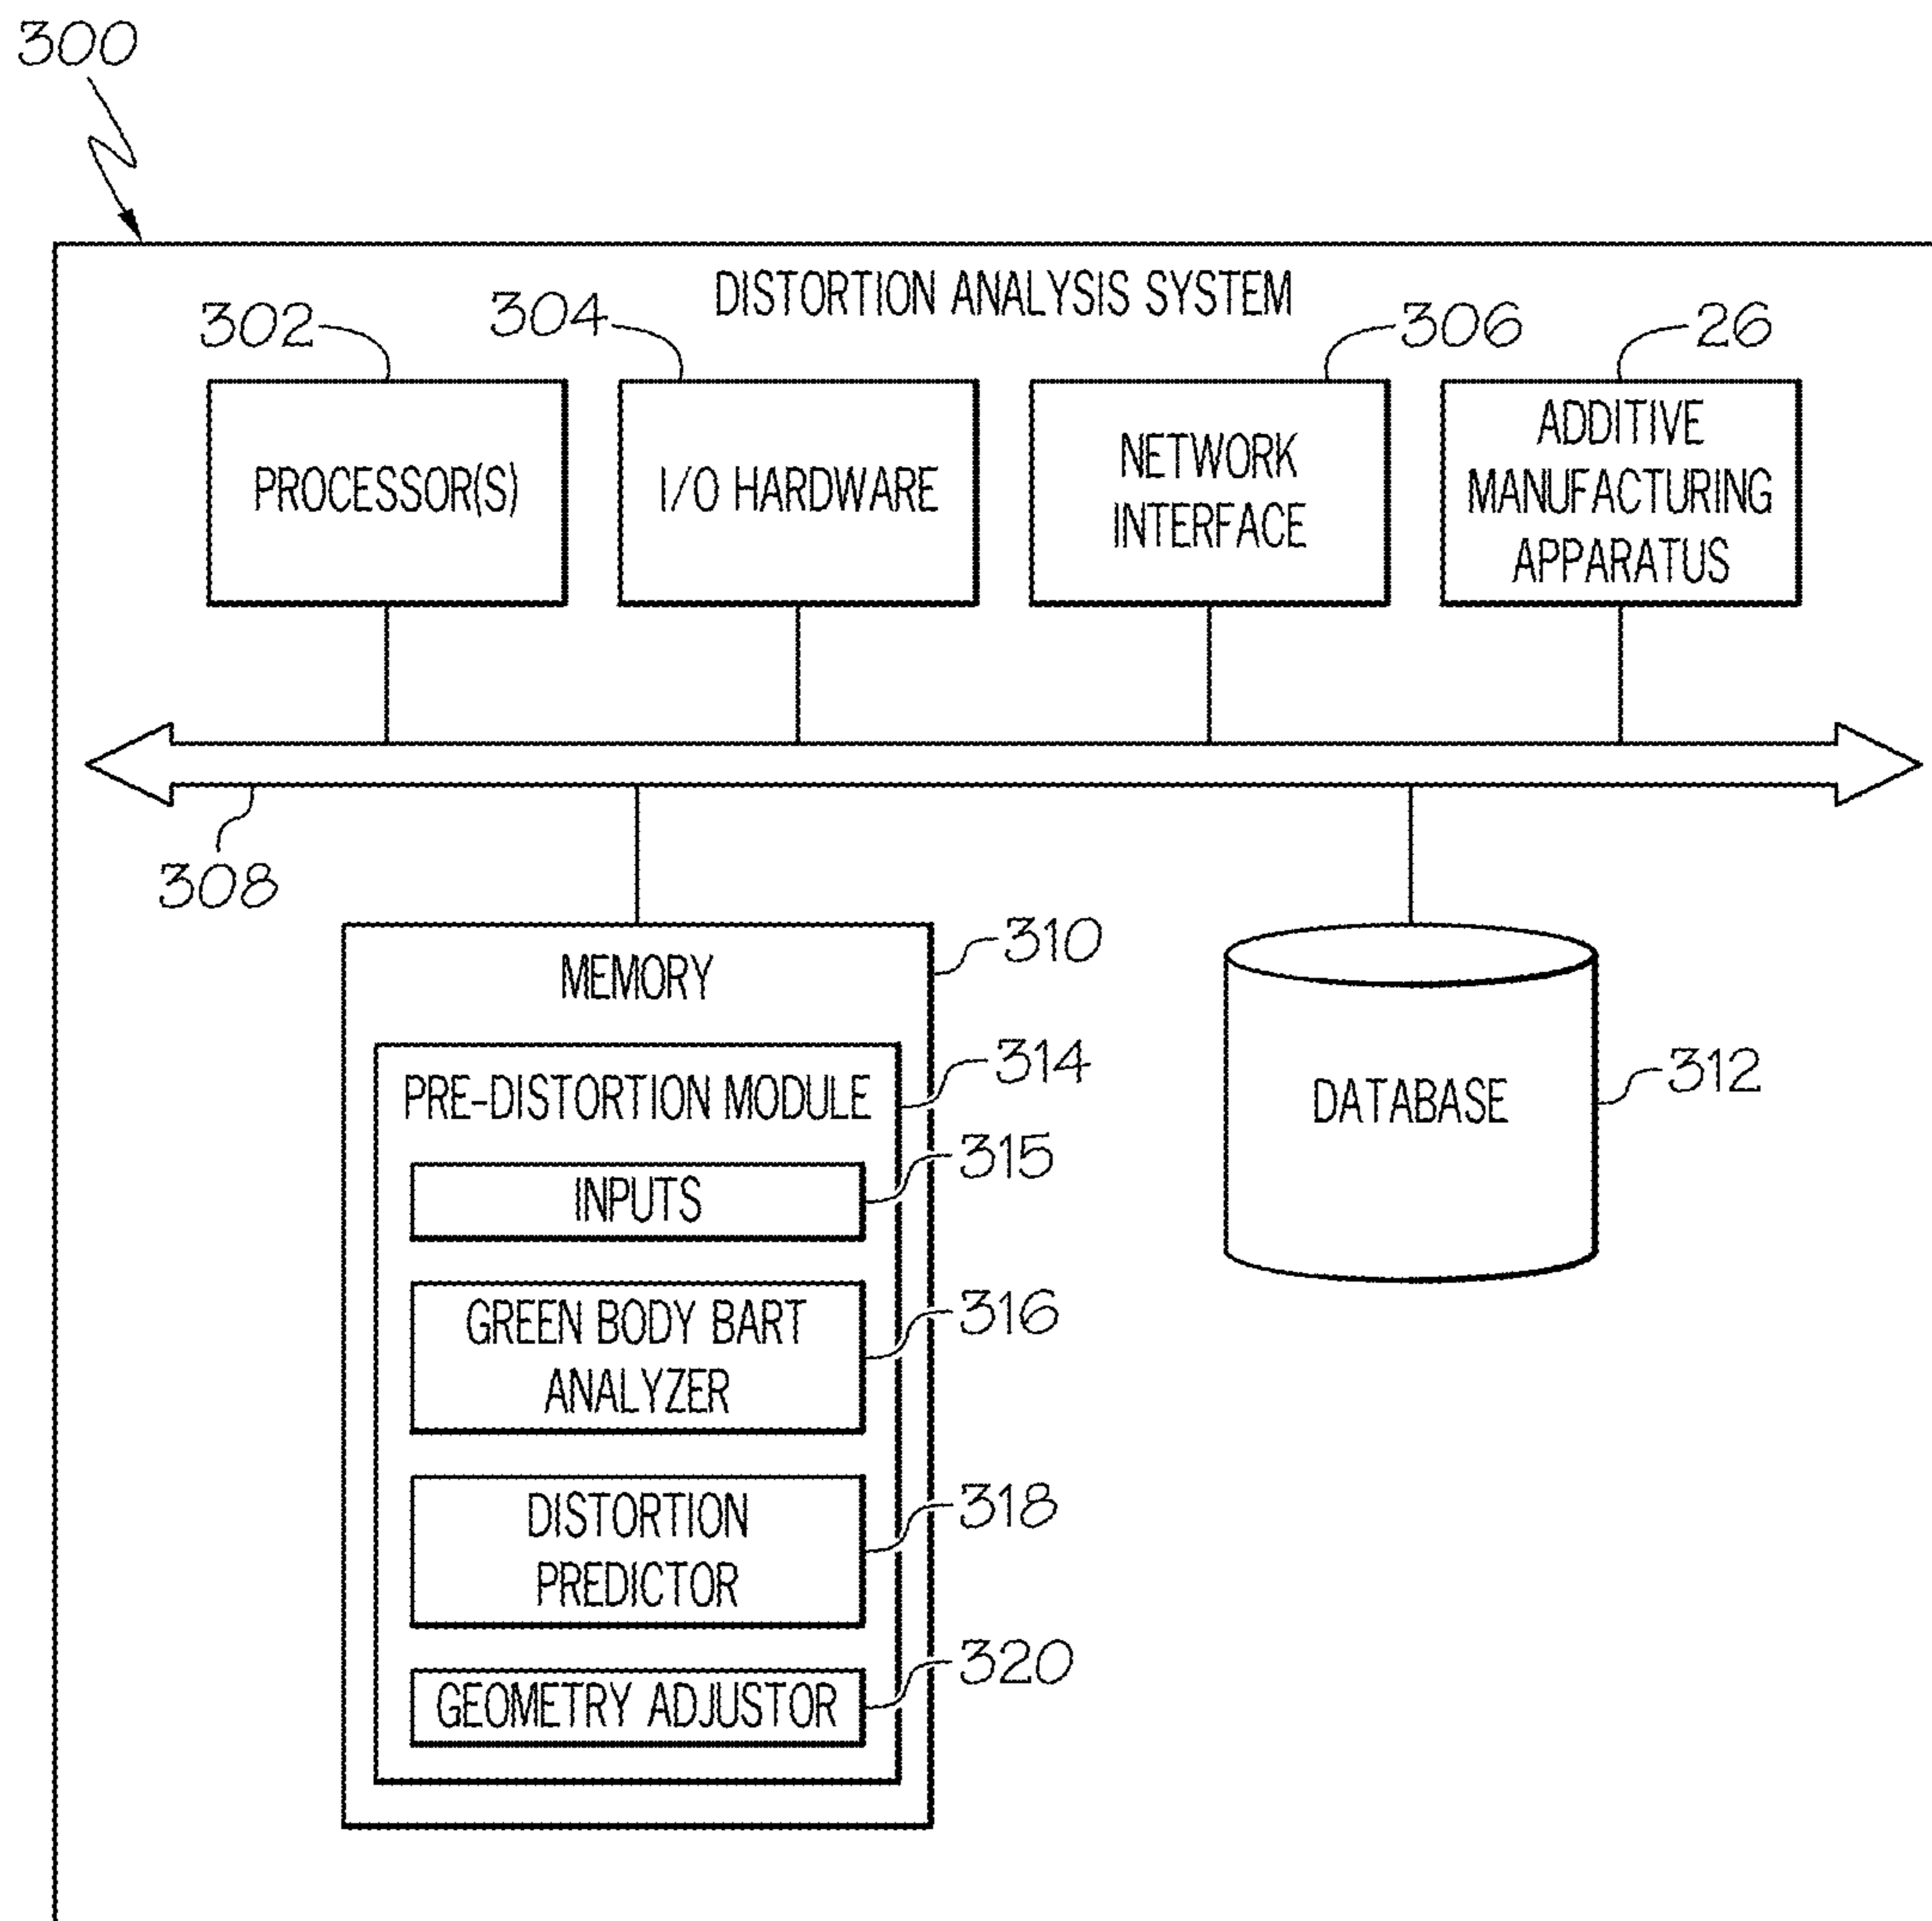 300
DISTORTION ANALYSIS SYSTEM
302
304
306
26
PROCESSOR(S)
I/O HARDWARE
NETWORK
INTERFACE
ADDITIVE
MANUFACTURING
APPARATUS
308
MEMORY
310
PRE-DISTORTION MODULE
314
INPUTS
315
GREEN BODY BART
ANALYZER
316
DISTORTION
PREDICTOR
318
GEOMETRY ADJUSTOR
320
DATABASE
312